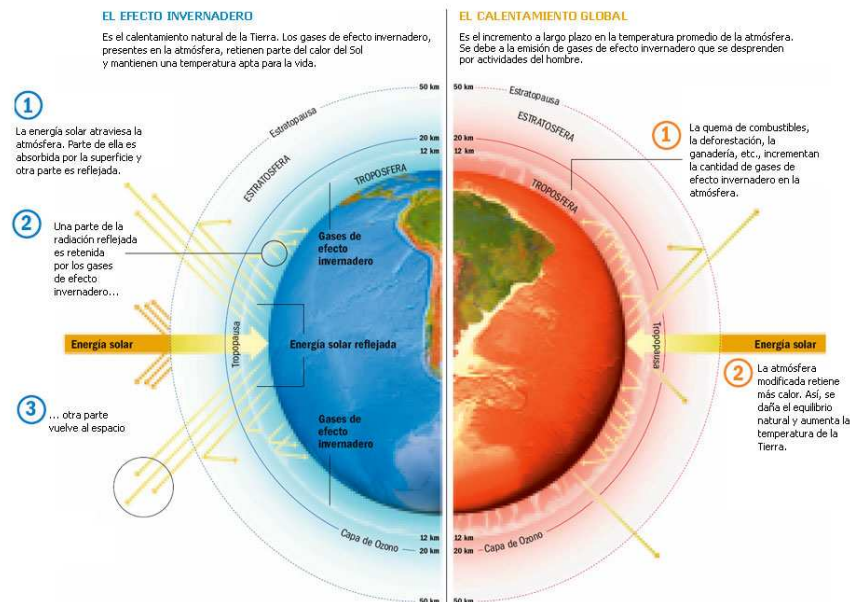 EL EFECTO INVERNADERO
Es el calentamiento natural de la Tierra. Los gases de efecto invernadero,
presentes en la atmósfera, retienen parte del calor del Sol
y mantienen una temperatura apta para la vida.
1
La energía solar atraviesa la
atmósfera. Parte de ella es
absorbida por la superficie y
otra parte es reflejada.
2
Una parte de la
radiación reflejada
es retenida
por los gases
de efecto
invernadero...
Energía solar
3
... otra parte
vuelve al espacio
50 km
Estratopausa
20 km
ESTRATOSFERA
12 km
TROPOSFERA
Gases de
efecto
invernadero
Tropopausa
Energía solar reflejada
Gases de
efecto
invernadero
12 km
Capa de Ozono
20 km
50 km
EL CALENTAMIENTO GLOBAL
Es el incremento a largo plazo en la temperatura promedio de la atmósfera.
Se debe a la emisión de gases de efecto invernadero que se desprenden
por actividades del hombre.
50 km
Estratopausa
ESTRATOSFERA
20 km
12 km
TROPOSFERA
1
La quema de combustibles,
la deforestación, la
ganadería, etc., incrementan
la cantidad de gases de
efecto invernadero en la
atmósfera.
Tropopausa
Energía solar
2
La atmósfera
modificada retiene
más calor. Así, se
daña el equilibrio
natural y aumenta la
temperatura de la
Tierra.
12 km
20 km
Capa de Ozono
50 km